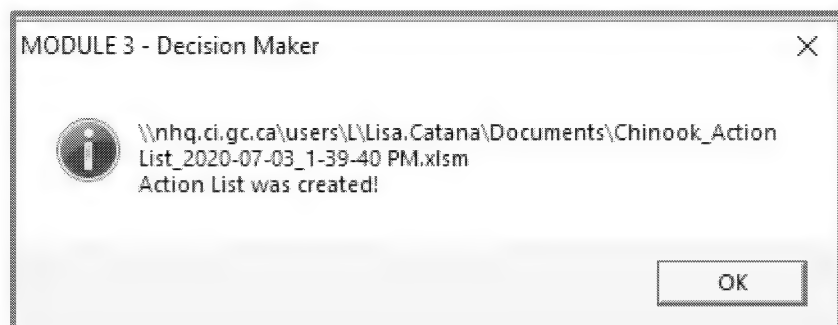 MODULE 3 - Decision Maker
\\nhq.ci.gc.ca\users\L\Lisa.Catana\Documents\Chinook_Action
List_2020-07-03_1-39-40 PM.xlsm
Action List was created!
OK